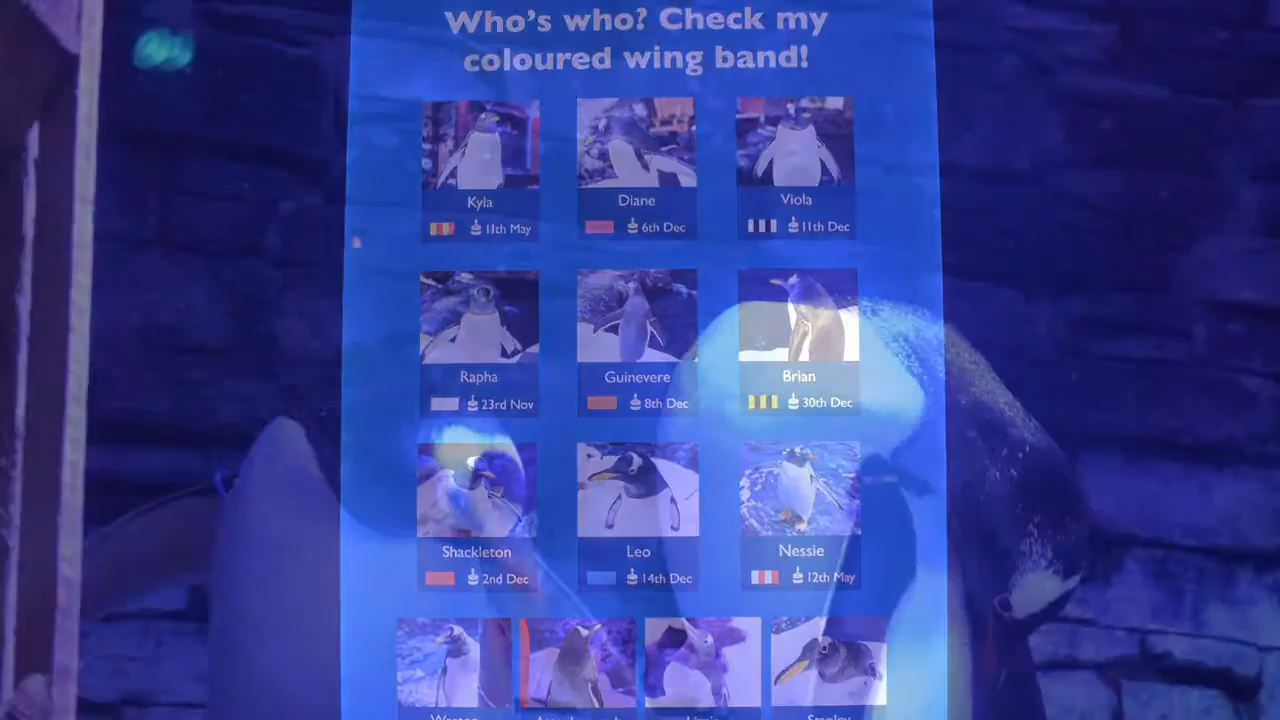 Who's who? Check my
coloured wing band!
Kyla
11th May
Diane
6th Dec
Viola
11th Dec
Rapha
23rd Nov
Guinevere
8th Dec
Brian
30th Dec
Shackleton
2nd Dec
Leo
14th Dec
Nessie
12th May
Stanley